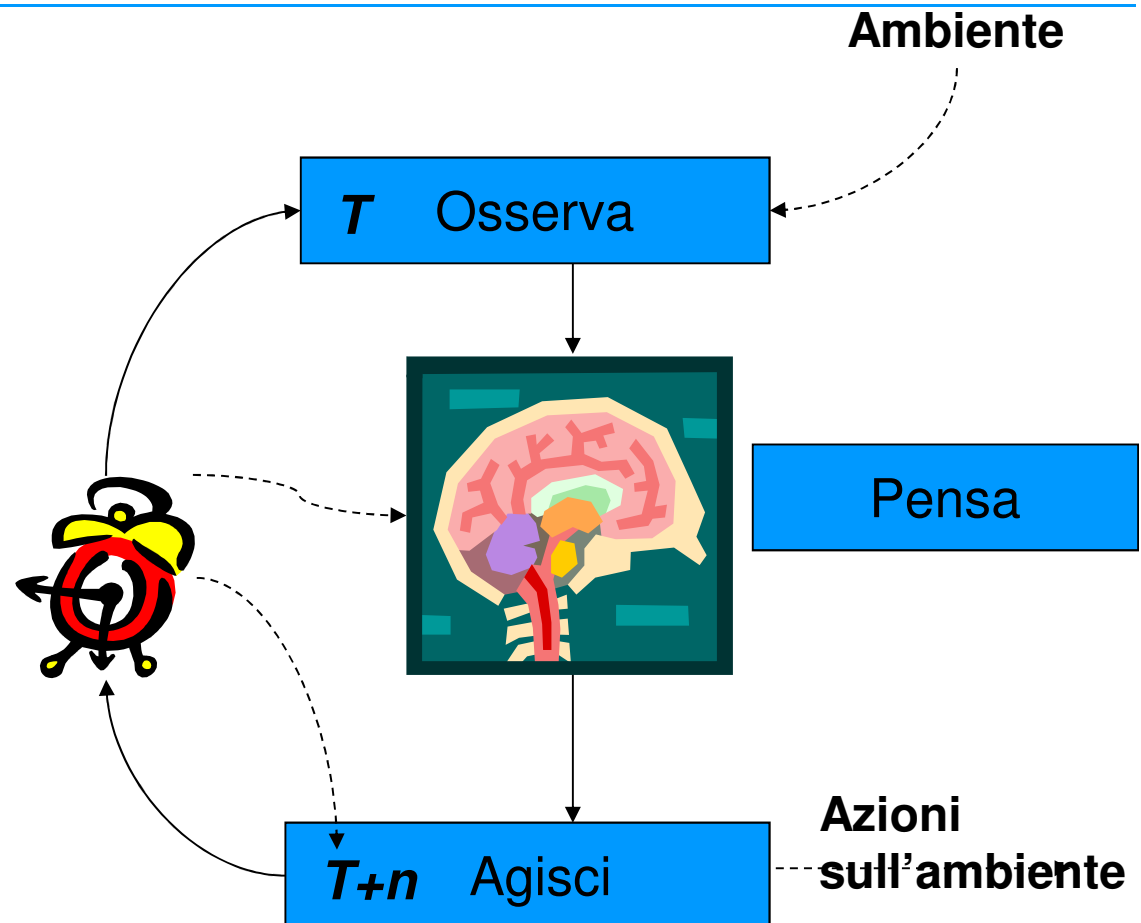 Ambiente
T Osserva
Pensa
Azioni
sull’ambiente
T+n Agisci